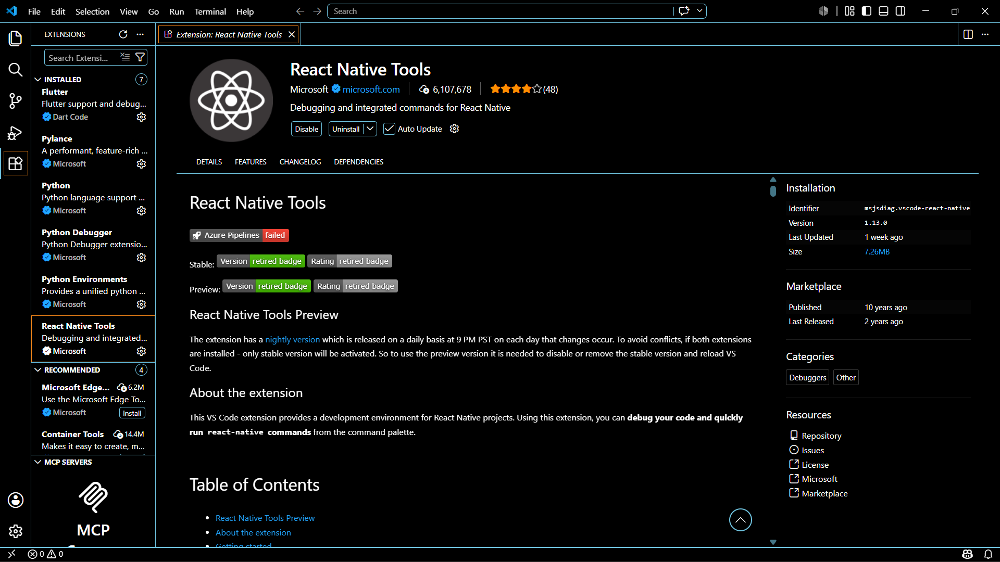 File Edit Selection View Go Run Terminal Help
Search
EXTENSIONS
Search Extensi...
INSTALLED 7
Flutter
Flutter support and debug...
Dart Code
Pylance
A performant, feature-rich ...
Microsoft
Python
Python language support ...
Microsoft
Python Debugger
Python Debugger extensio...
Microsoft
Python Environments
Provides a unified python ...
Microsoft
React Native Tools
Debugging and integrated...
Microsoft
RECOMMENDED 4
Microsoft Edge... 6.2M
Use the Microsoft Edge To...
Microsoft Install
Container Tools 14.4M
Makes it easy to create, m...
MCP SERVERS
MCP
Extension: React Native Tools
React Native Tools
Microsoft microsoft.com 6,107,678 (48)
Debugging and integrated commands for React Native
Disable Uninstall Auto Update
DETAILS FEATURES CHANGELOG DEPENDENCIES
React Native Tools
Azure Pipelines failed
Stable: Version retired badge Rating retired badge
Preview: Version retired badge Rating retired badge
React Native Tools Preview
The extension has a nightly version which is released on a daily basis at 9 PM PST on each day that changes occur. To avoid conflicts, if both extensions
are installed - only stable version will be activated. So to use the preview version it is needed to disable or remove the stable version and reload VS
Code.
About the extension
This VS Code extension provides a development environment for React Native projects. Using this extension, you can debug your code and quickly
run react-native commands from the command palette.
Table of Contents
React Native Tools Preview
About the extension
Getting started
Installation
Identifier msjsdiag.vscode-react-native
Version 1.13.0
Last Updated 1 week ago
Size 7.26MB
Marketplace
Published 10 years ago
Last Released 2 years ago
Categories
Debuggers Other
Resources
Repository
Issues
License
Microsoft
Marketplace
0 0